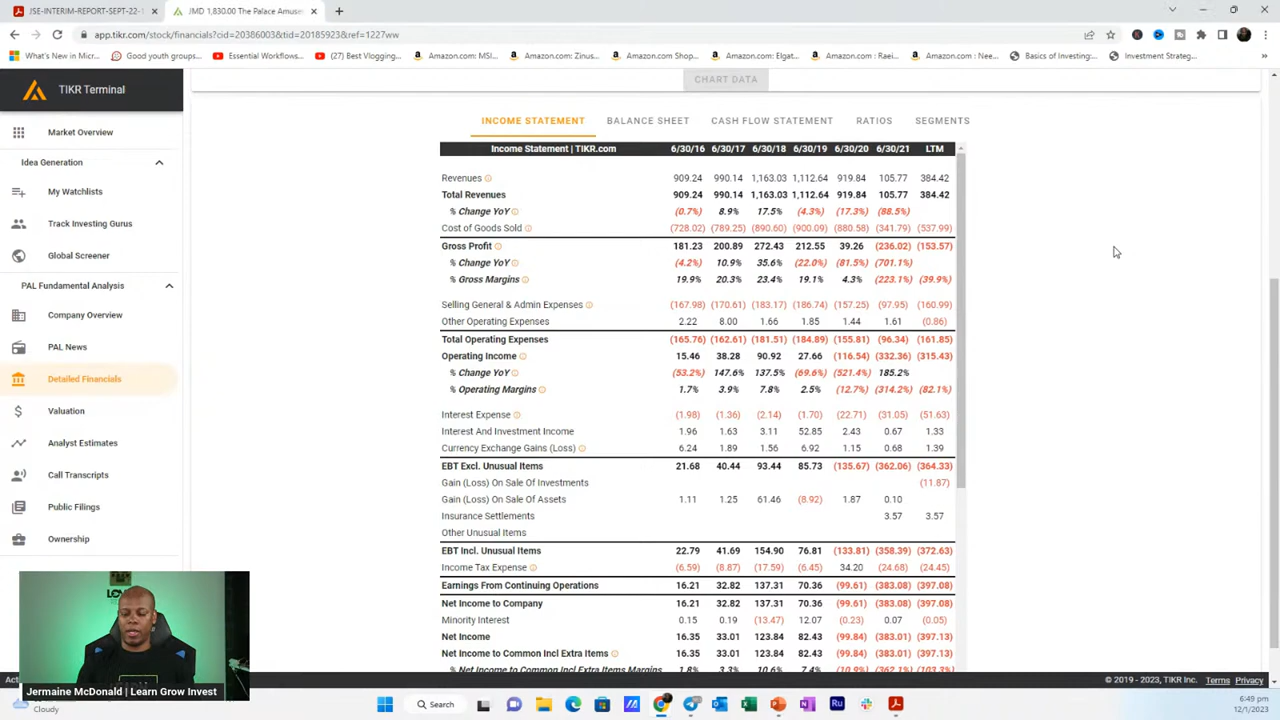 JSE-INTERIM-REPORT-SEPT-22-1 JMD 1,830.00 The Palace Amuse
app.tikr.com/stock/financials?cid=20386003&tid=20185923&ref=1227ww
What's New in Micr... Good youth groups... Essential Workflows... (27) Best Vlogging... Amazon.com: MSI... Amazon.com: Zinus... Amazon.com Shop... Amazon.com: Elgat... Amazon.com : Raei... Amazon.com : Nee... Basics of Investing:... Investment Strateg... »
TIKR Terminal
CHART DATA
INCOME STATEMENT BALANCE SHEET CASH FLOW STATEMENT RATIOS SEGMENTS
Market Overview
Idea Generation
My Watchlists
Track Investing Gurus
Global Screener
PAL Fundamental Analysis
Company Overview
PAL News
Detailed Financials
Valuation
Analyst Estimates
Call Transcripts
Public Filings
Ownership
Income Statement | TIKR.com 6/30/16 6/30/17 6/30/18 6/30/19 6/30/20 6/30/21 LTM
Revenues 909.24 990.14 1,163.03 1,112.64 919.84 105.77 384.42
Total Revenues 909.24 990.14 1,163.03 1,112.64 919.84 105.77 384.42
% Change YoY (0.7%) 8.9% 17.5% (4.3%) (17.3%) (88.5%)
Cost of Goods Sold (728.02) (789.25) (890.60) (900.09) (880.58) (341.79) (537.99)
Gross Profit 181.23 200.89 272.43 212.55 39.26 (236.02) (153.57)
% Change YoY (4.2%) 10.9% 35.6% (22.0%) (81.5%) (701.1%)
% Gross Margins 19.9% 20.3% 23.4% 19.1% 4.3% (223.1%) (39.9%)
Selling General & Admin Expenses (167.98) (170.61) (183.17) (186.74) (157.25) (97.95) (160.99)
Other Operating Expenses 2.22 8.00 1.66 1.85 1.44 1.61 (0.86)
Total Operating Expenses (165.76) (162.61) (181.51) (184.89) (155.81) (96.34) (161.85)
Operating Income 15.46 38.28 90.92 27.66 (116.54) (332.36) (315.43)
% Change YoY (53.2%) 147.6% 137.5% (69.6%) (521.4%) 185.2%
% Operating Margins 1.7% 3.9% 7.8% 2.5% (12.7%) (314.2%) (82.1%)
Interest Expense (1.98) (1.36) (2.14) (1.70) (22.71) (31.05) (51.63)
Interest And Investment Income 1.96 1.63 3.11 52.85 2.43 0.67 1.33
Currency Exchange Gains (Loss) 6.24 1.89 1.56 6.92 1.15 0.68 1.39
EBT Excl. Unusual Items 21.68 40.44 93.44 85.73 (135.67) (362.06) (364.33)
Gain (Loss) On Sale Of Investments (11.87)
Gain (Loss) On Sale Of Assets 1.11 1.25 61.46 (8.92) 1.87 0.10
Insurance Settlements 3.57 3.57
Other Unusual Items
EBT Incl. Unusual Items 22.79 41.69 154.90 76.81 (133.81) (358.39) (372.63)
Income Tax Expense (6.59) (8.87) (17.59) (6.45) 34.20 (24.68) (24.45)
Earnings From Continuing Operations 16.21 32.82 137.31 70.36 (99.61) (383.08) (397.08)
Net Income to Company 16.21 32.82 137.31 70.36 (99.61) (383.08) (397.08)
Minority Interest 0.15 0.19 (13.47) 12.07 (0.23) 0.07 (0.05)
Net Income 16.35 33.01 123.84 82.43 (99.84) (383.01) (397.13)
Net Income to Common Incl Extra Items 16.35 33.01 123.84 82.43 (99.84) (383.01) (397.13)
% Net Income to Common Incl Extra Items Margins 1.8% 3.3% 10.6% 7.4% (10.9%) (362.1%) (103.3%)
LOV
Jermaine McDonald | Learn Grow Invest
© 2019 - 2023, TIKR Inc. Terms Privacy
Cloudy
Search
Ru
6:49 pm
12/1/2023